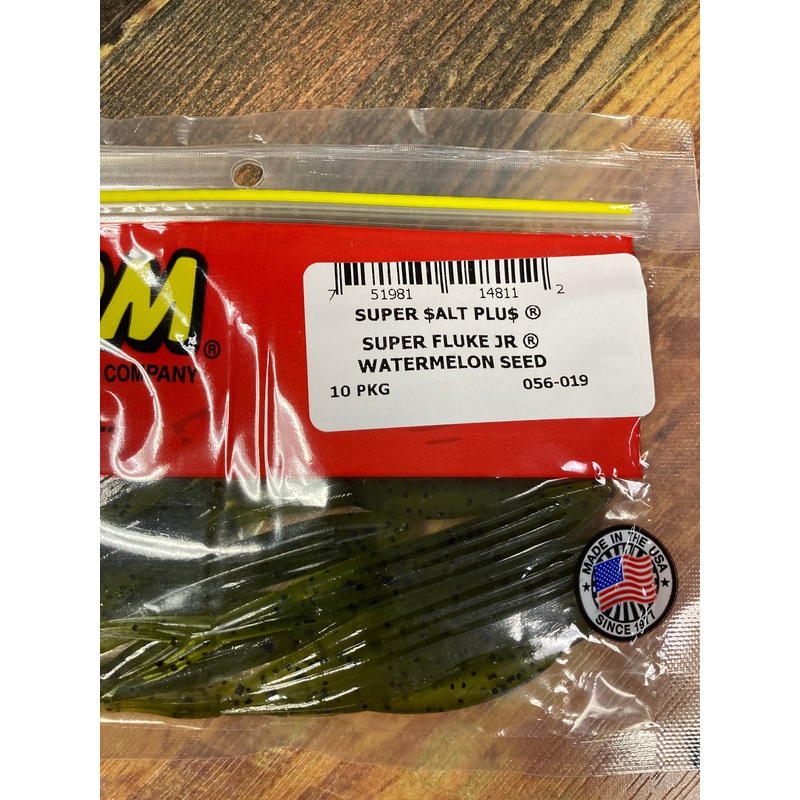 OM®
COMPANY
7 51981 14811 2
SUPER $ALT PLU$ ®
SUPER FLUKE JR ®
WATERMELON SEED
10 PKG 056-019
MADE IN THE USA
SINCE 1977